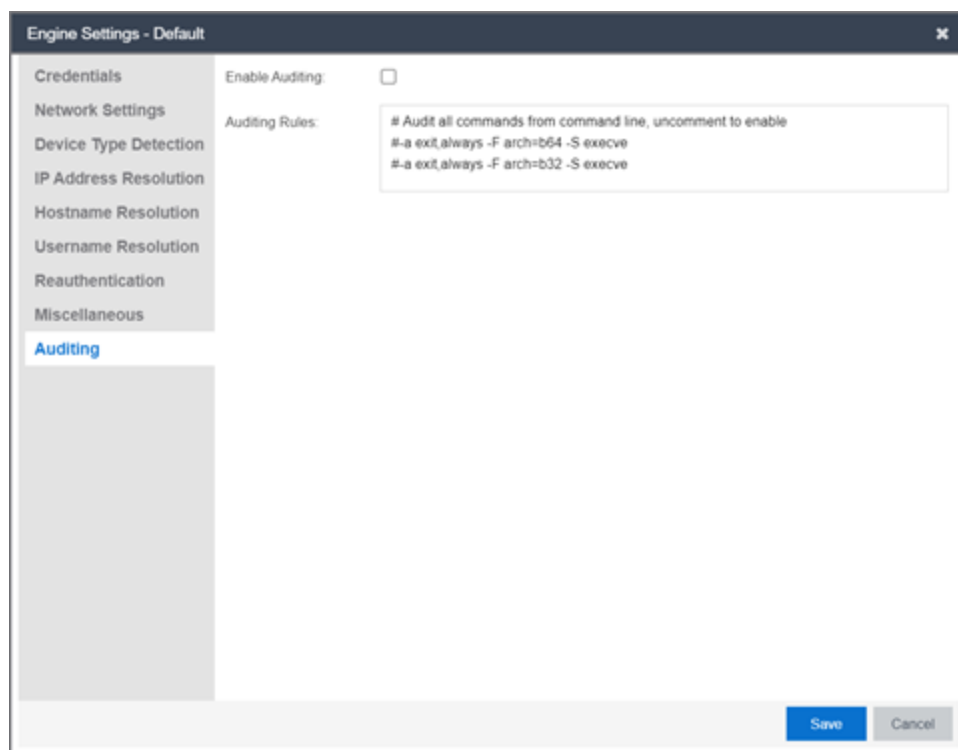 Engine Settings - Default
Credentials
Network Settings
Device Type Detection
IP Address Resolution
Hostname Resolution
Username Resolution
Reauthentication
Miscellaneous
Auditing
Enable Auditing:
Auditing Rules:
# Audit all commands from command line, uncomment to enable
#-a exit,always -F arch=b64 -S execve
#-a exit,always -F arch=b32 -S execve
Save
Cancel